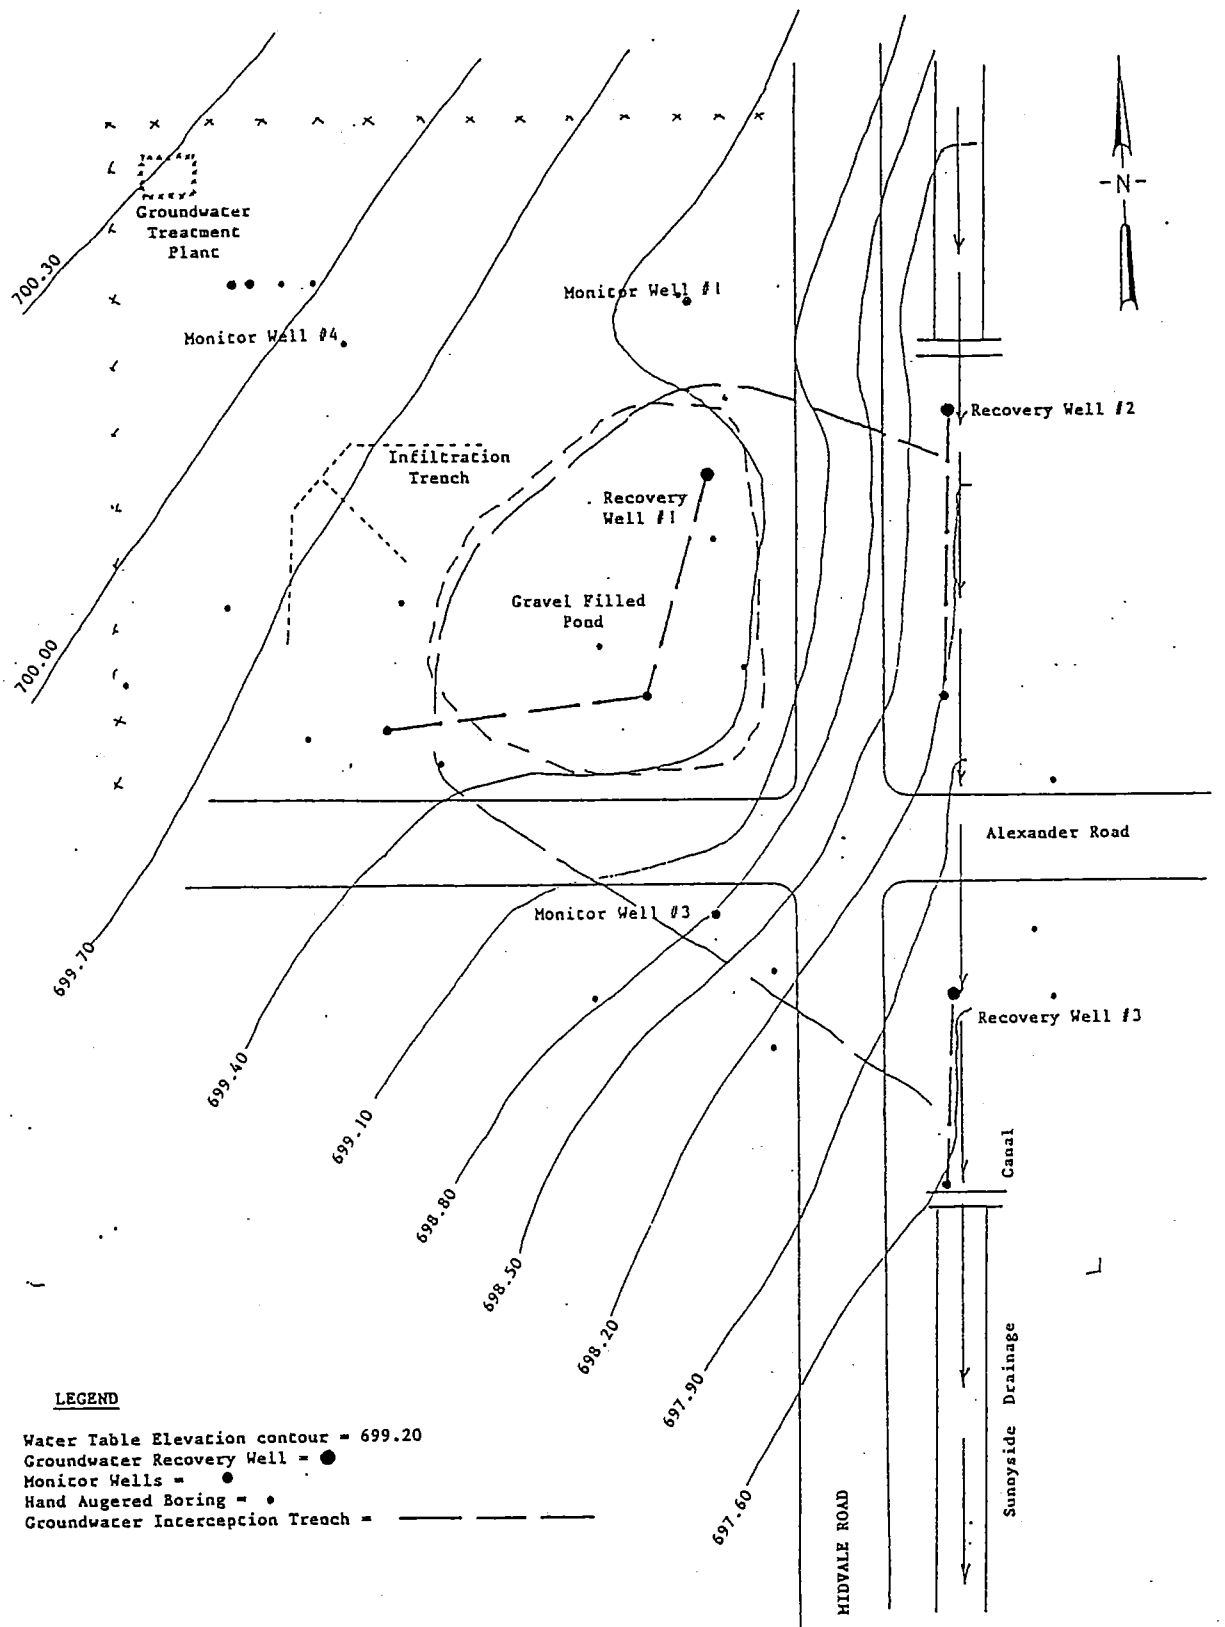 -N-
Groundwater
Treatment
Plant
700.30
Monitor Well #1
Monitor Well #4
Recovery Well #2
Infiltration
Trench
Recovery
Well #1
Gravel Filled
Pond
700.00
Alexander Road
Monitor Well #3
699.70
Recovery Well #3
699.40
699.10
Canal
698.80
698.50
698.20
697.90
Sunnyside Drainage
697.60
MIDVALE ROAD
LEGEND
Water Table Elevation contour = 699.20
Groundwater Recovery Well =
Monitor Wells =
Hand Augered Boring =
Groundwater Interception Trench =